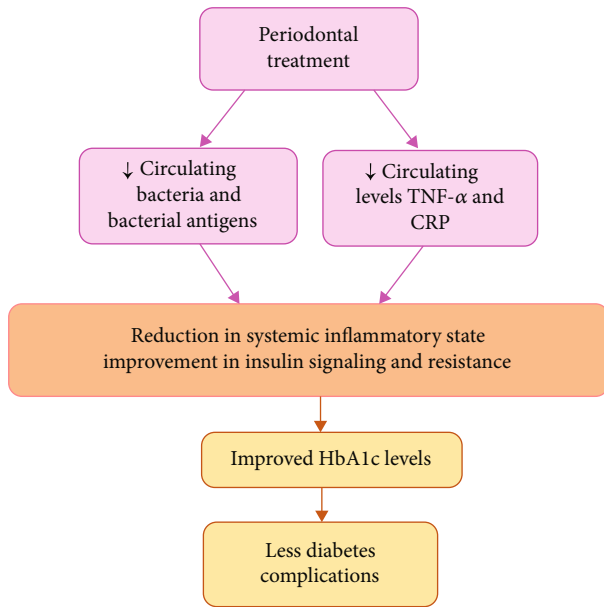 Periodontal
treatment
↓ Circulating
bacteria and
bacterial antigens
↓ Circulating
levels TNF-α and
CRP
Reduction in systemic inflammatory state
improvement in insulin signaling and resistance
Improved HbA1c levels
Less diabetes
complications